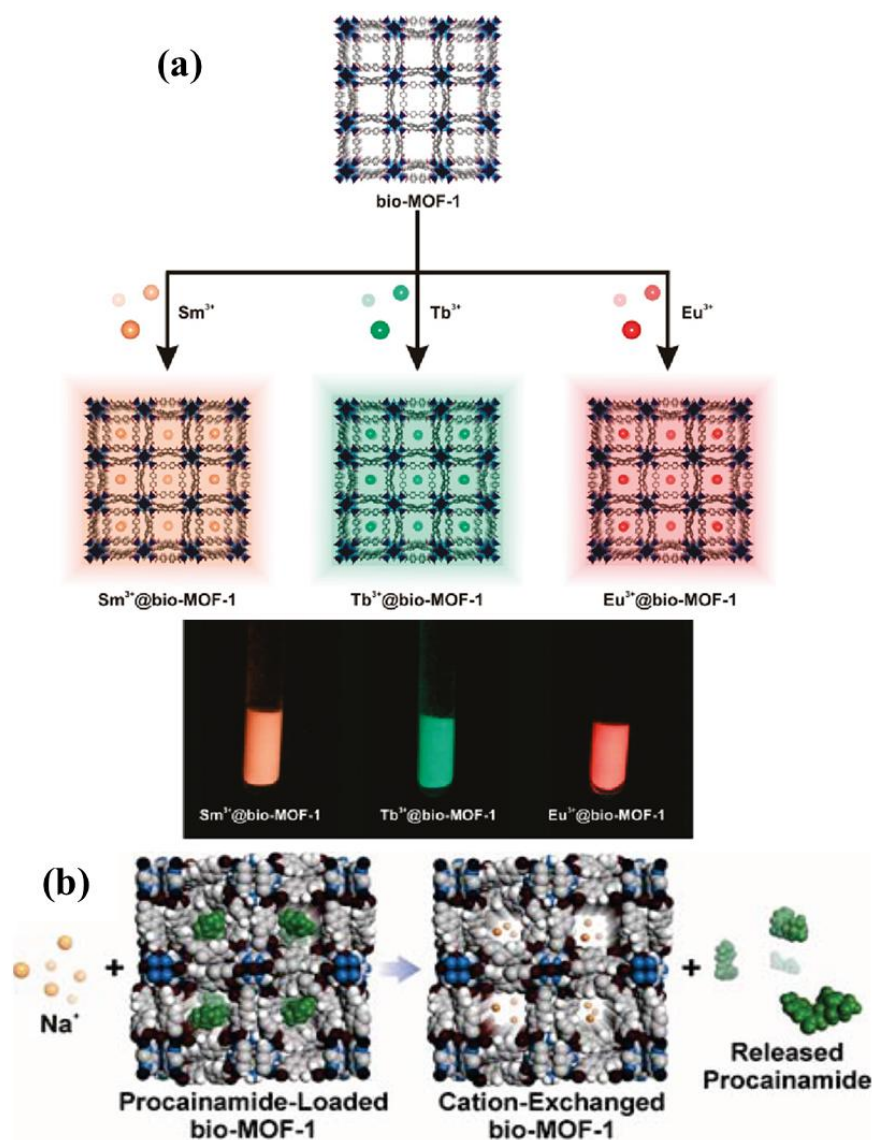 (a)
bio-MOF-1
Sm³⁺
Tb³⁺
Eu³⁺
Sm³⁺@bio-MOF-1
Tb³⁺@bio-MOF-1
Eu³⁺@bio-MOF-1
Sm³⁺@bio-MOF-1
Tb³⁺@bio-MOF-1
Eu³⁺@bio-MOF-1
(b)
+
+
Na⁺
Procainamide-Loaded
bio-MOF-1
Cation-Exchanged
bio-MOF-1
Released
Procainamide